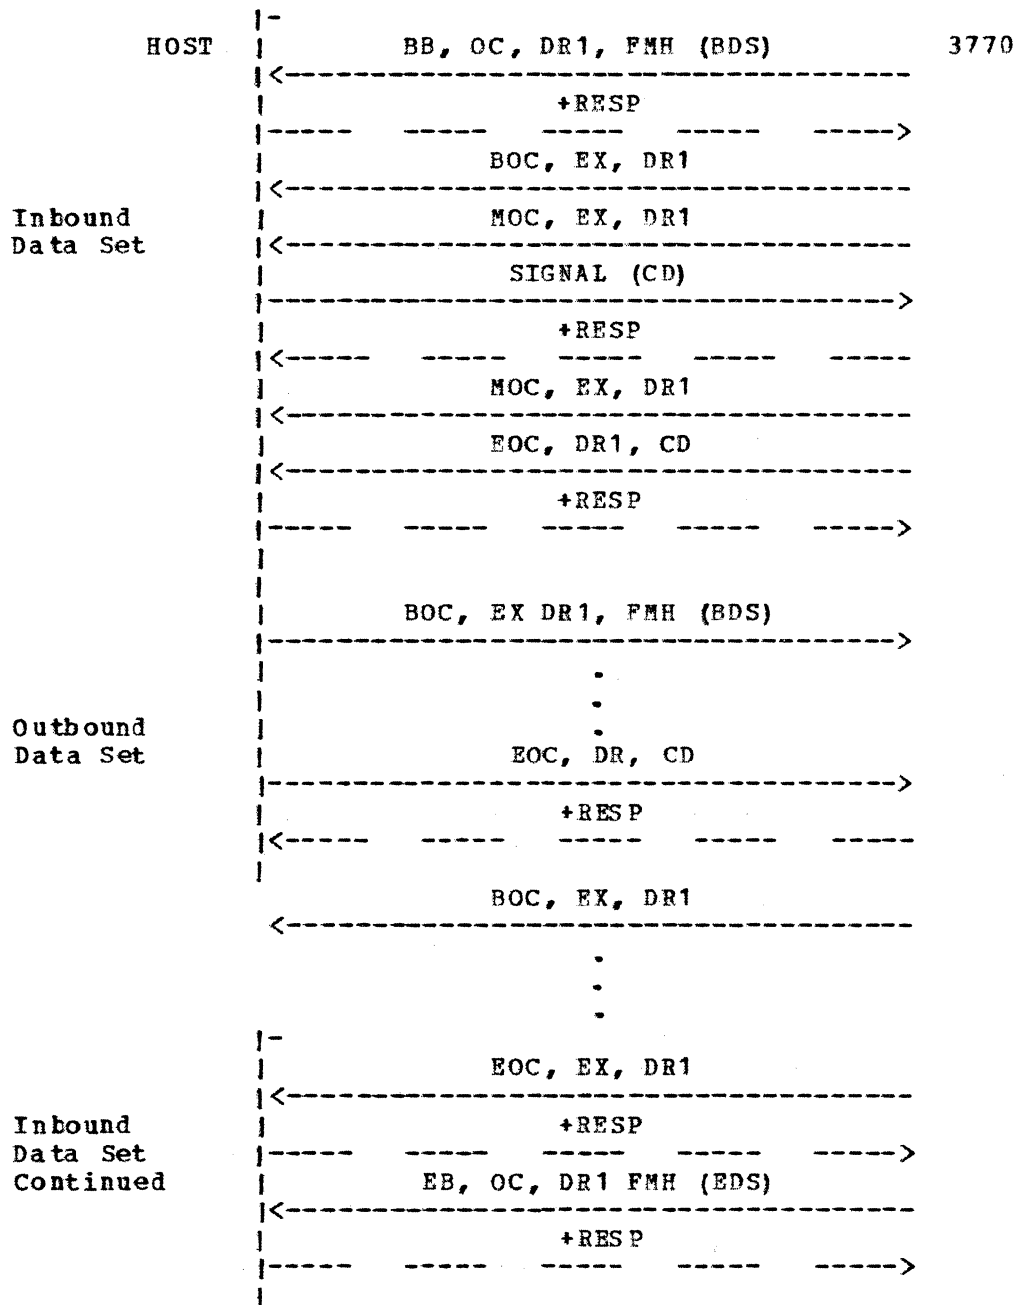 HOST BB, OC, DR1, FMH (BDS) 3770
+RESP
BOC, EX, DR1
Inbound MOC, EX, DR1
Data Set
SIGNAL (CD)
+RESP
MOC, EX, DR1
EOC, DR1, CD
+RESP
BOC, EX DR1, FMH (BDS)
Outbound
Data Set EOC, DR, CD
+RESP
BOC, EX, DR1
EOC, EX, DR1
Inbound +RESP
Data Set
Continued EB, OC, DR1 FMH (EDS)
+RESP